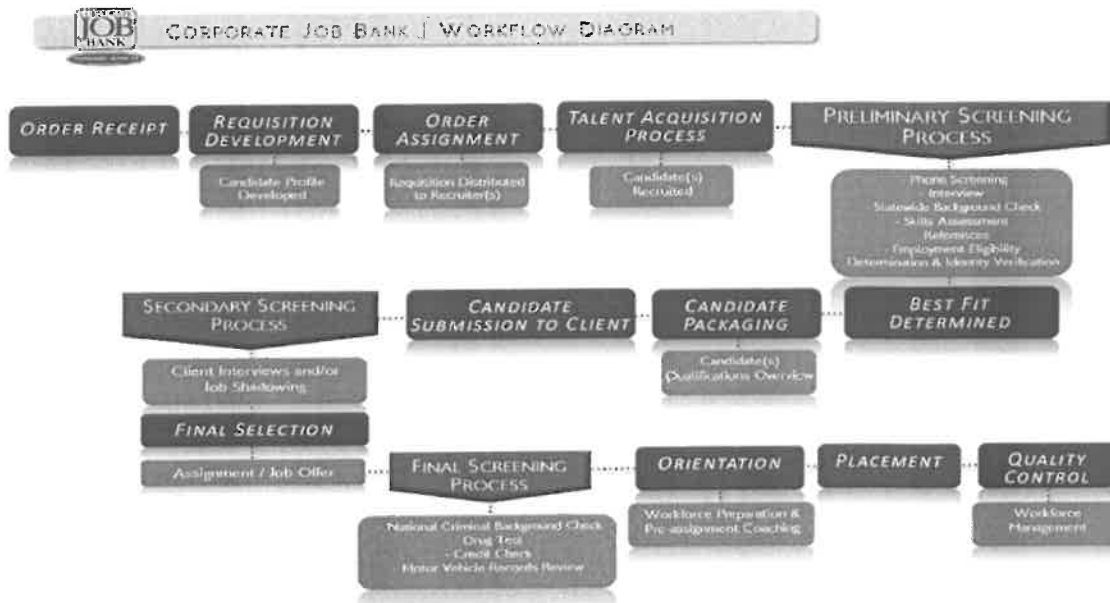 JOB
BANK
CORPORATE JOB BANK | WORKFLOW DIAGRAM
ORDER RECEIPT
REQUISITION
DEVELOPMENT
Candidate Profile
Developed
ORDER
ASSIGNMENT
Requisition Distributed
to Recruiter(s)
TALENT ACQUISITION
PROCESS
Candidate(s)
Recruited
PRELIMINARY SCREENING
PROCESS
Phone Screening
Interview
- Statewide Background Check
- Skills Assessment
References
- Employment Eligibility
Determination & Identity Verification
BEST FIT
DETERMINED
CANDIDATE
PACKAGING
Candidate(s)
Qualifications Overview
CANDIDATE
SUBMISSION TO CLIENT
SECONDARY SCREENING
PROCESS
Client Interviews and/or
Job Shadowing
FINAL SELECTION
Assignment / Job Offer
FINAL SCREENING
PROCESS
- National Criminal Background Check
Drug Test
- Credit Check
- Motor Vehicle Records Review
ORIENTATION
Workforce Preparation &
Pre-assignment Coaching
PLACEMENT
QUALITY
CONTROL
Workforce
Management